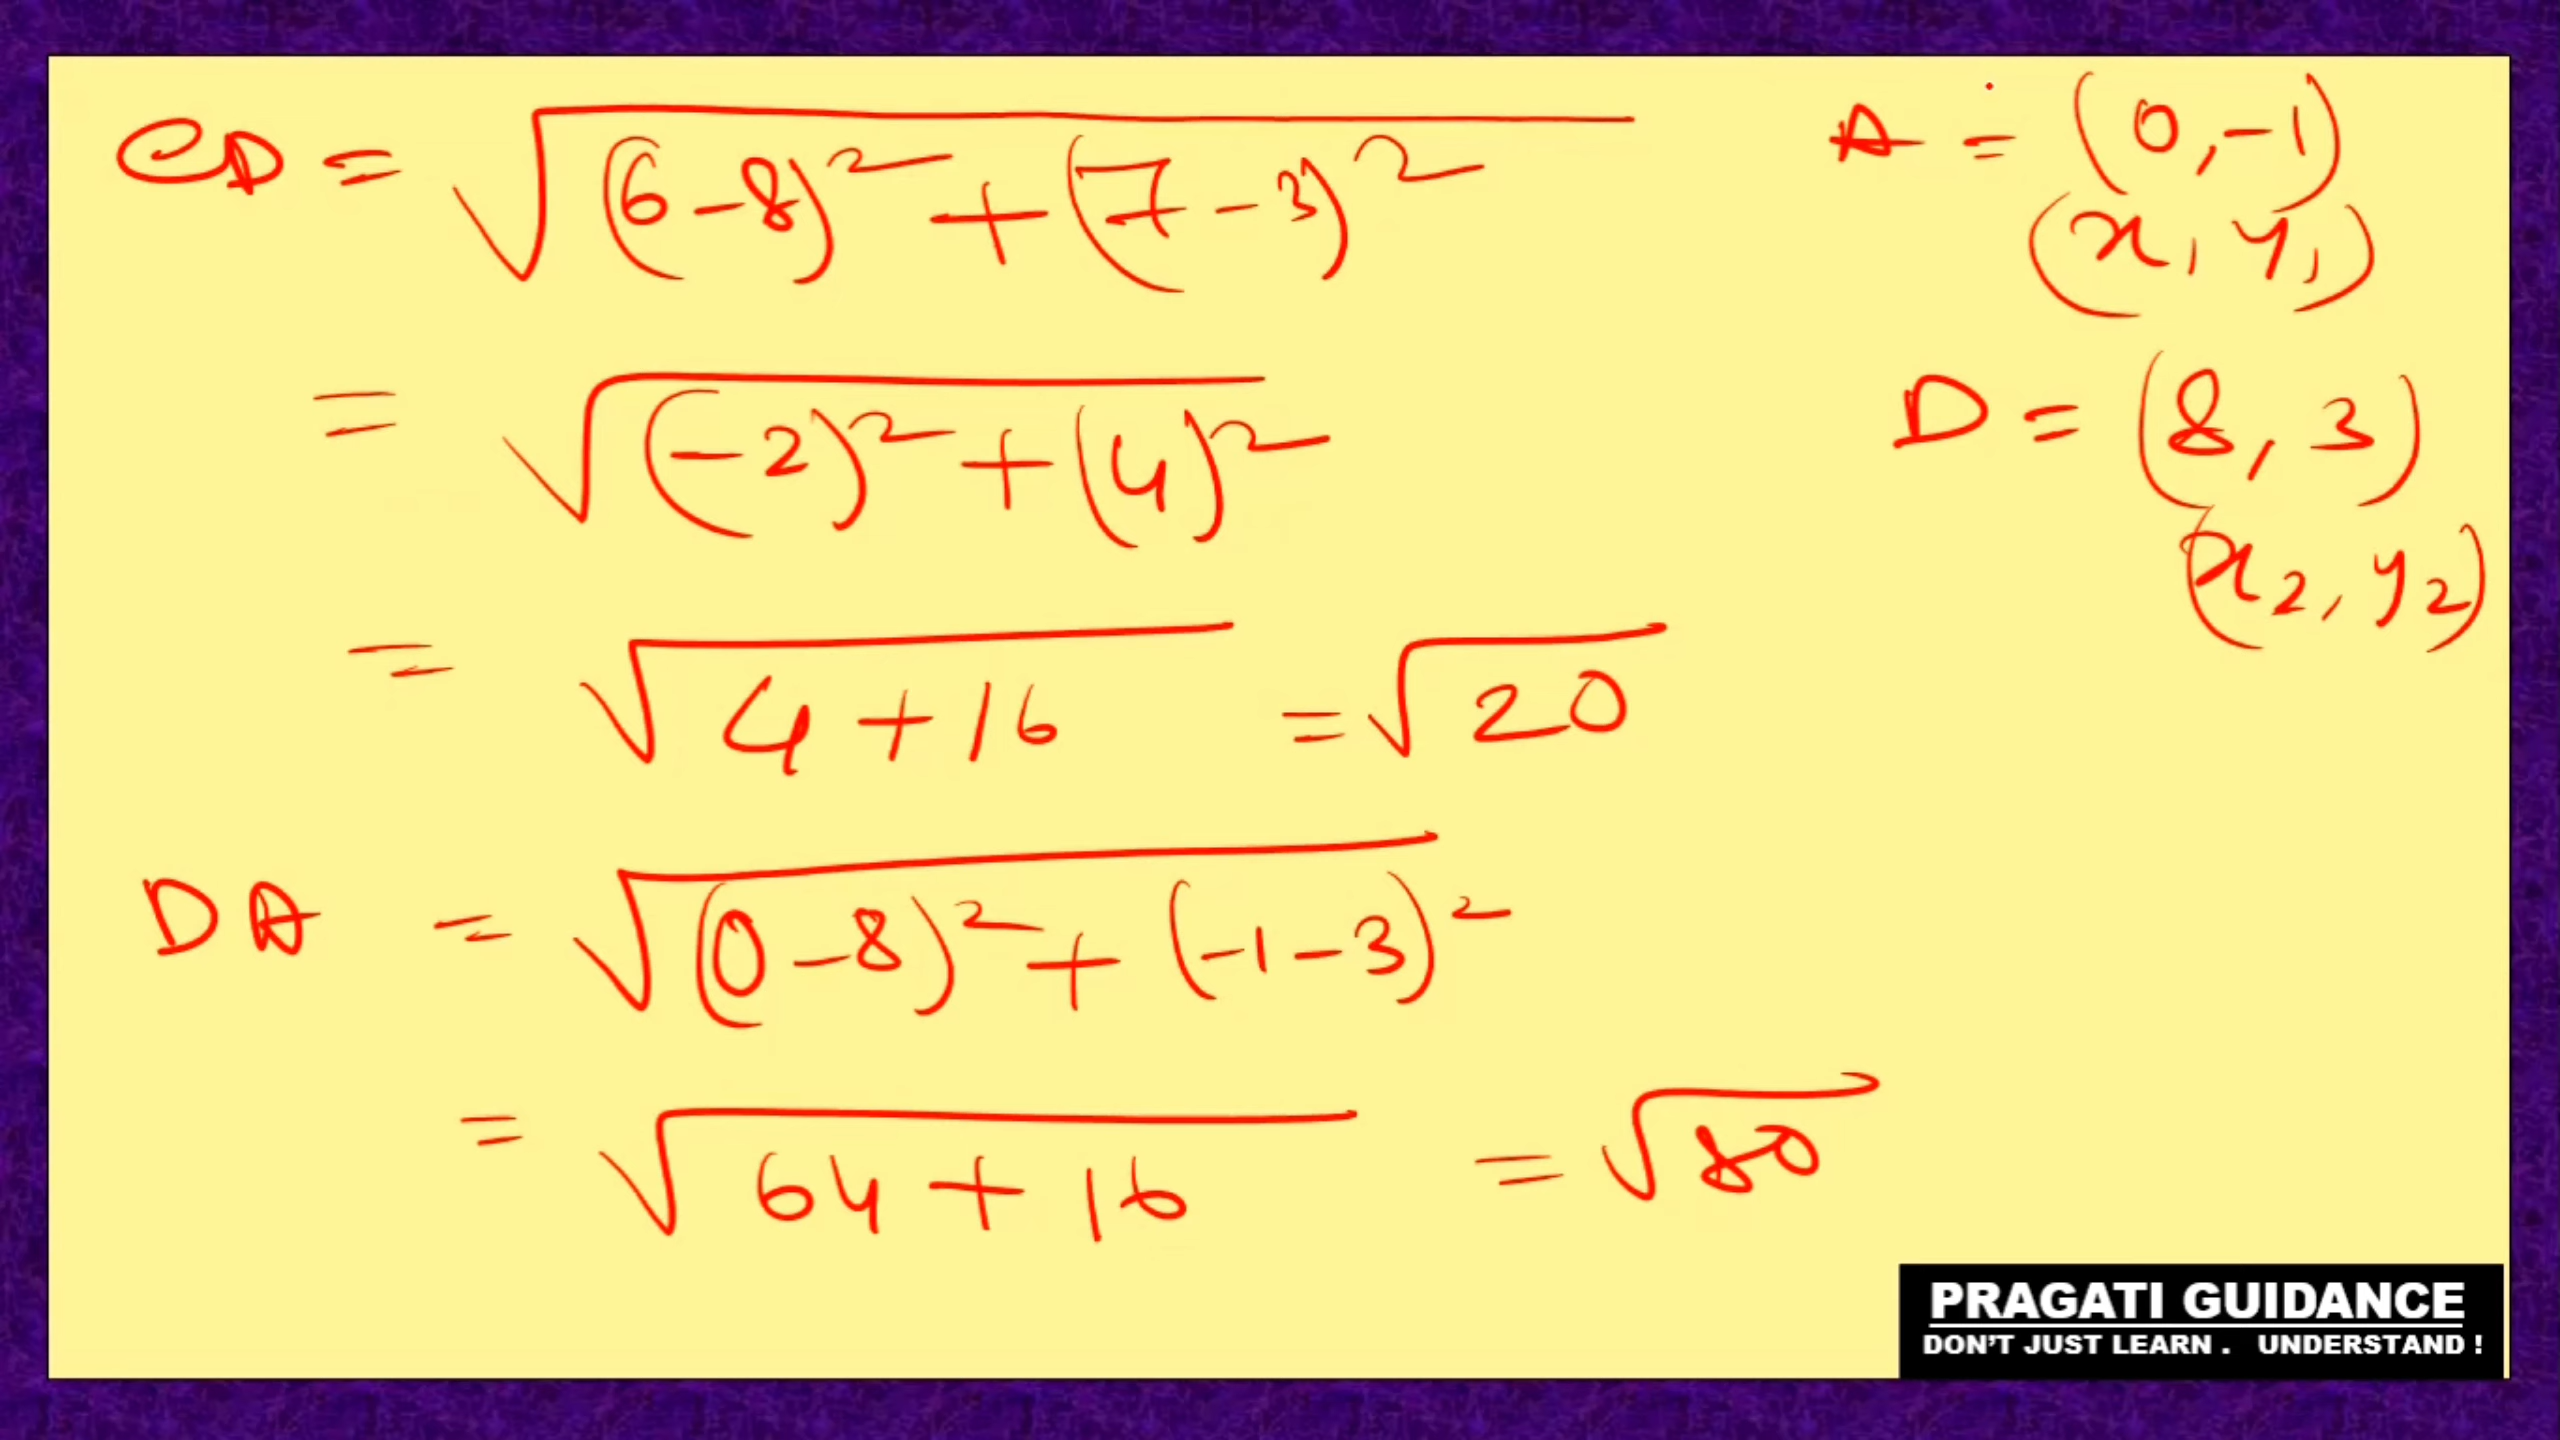 CD = √(6-8)² + (7-3)²
= √(-2)² + (4)²
= √4+16 = √20
DA = √(0-8)² + (-1-3)²
= √64+16 = √80
A = (0,-1)
(x₁, y₁)
D = (8, 3)
(x₂, y₂)
PRAGATI GUIDANCE
DON'T JUST LEARN. UNDERSTAND !